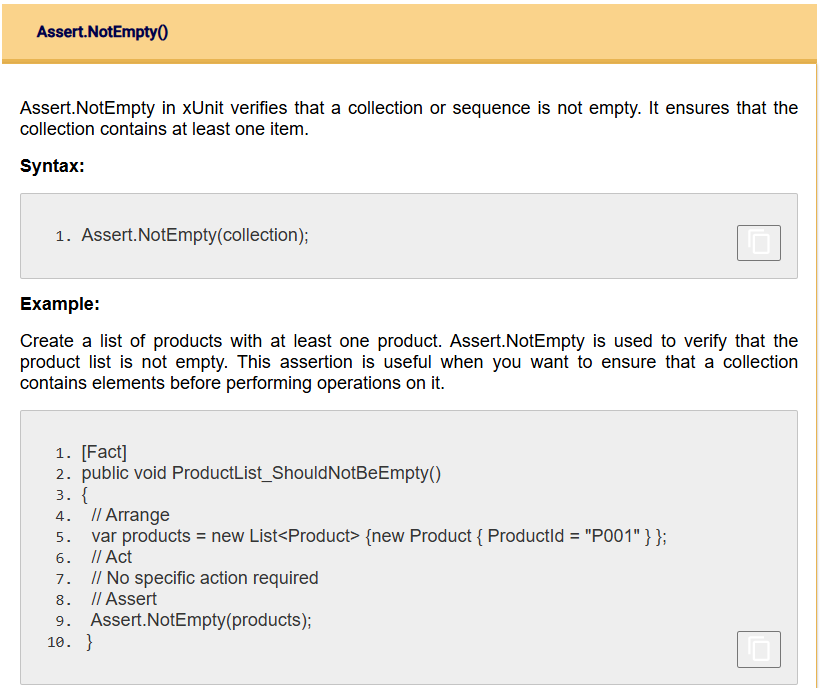 Assert.NotEmpty()
Assert.NotEmpty in xUnit verifies that a collection or sequence is not empty. It ensures that the
collection contains at least one item.
Syntax:
1. Assert.NotEmpty(collection);
Example:
Create a list of products with at least one product. Assert.NotEmpty is used to verify that the
product list is not empty. This assertion is useful when you want to ensure that a collection
contains elements before performing operations on it.
1. [Fact]
2. public void ProductList_ShouldNotBeEmpty()
3. {
4. // Arrange
5. var products = new List<Product> {new Product { ProductId = "P001" } };
6. // Act
7. // No specific action required
8. // Assert
9. Assert.NotEmpty(products);
10. }